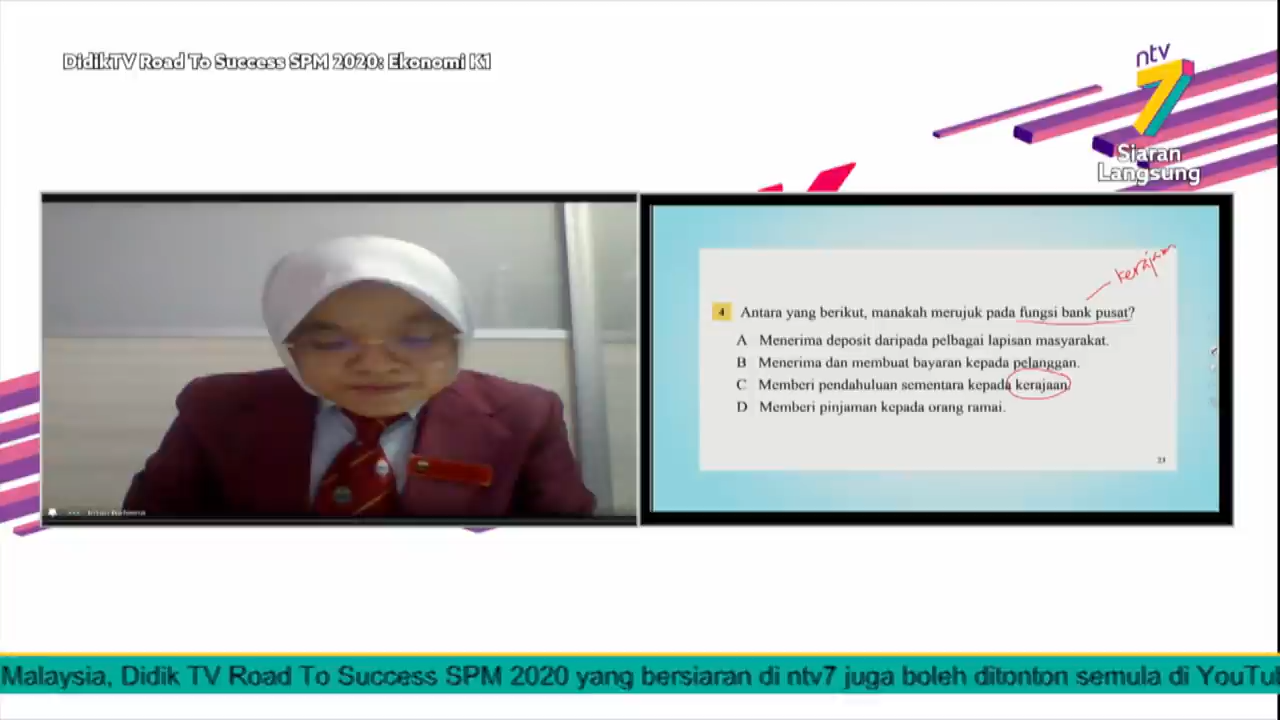 DidikTV Road To Success SPM 2020: Ekonomi K1
ntv
7
Siaran
Langsung
kerajaan
4 Antara yang berikut, manakah merujuk pada fungsi bank pusat?
A Menerima deposit daripada pelbagai lapisan masyarakat.
B Menerima dan membuat bayaran kepada pelanggan.
C Memberi pendahuluan sementara kepada kerajaan.
D Memberi pinjaman kepada orang ramai.
Malaysia, Didik TV Road To Success SPM 2020 yang bersiaran di ntv7 juga boleh ditonton semula di YouTub